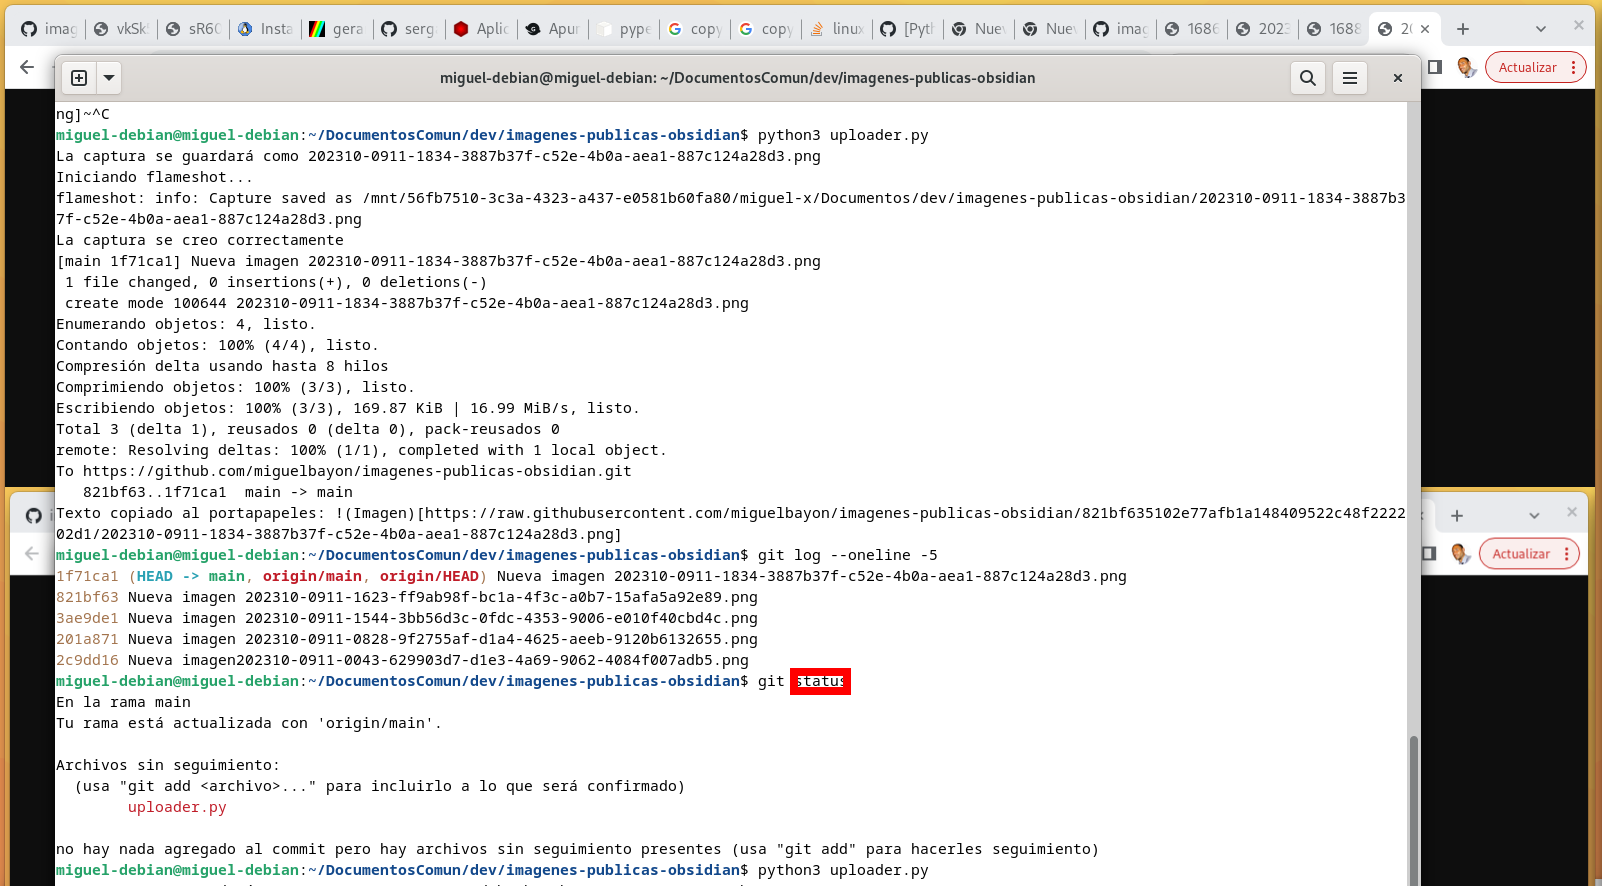 imag vkSk sR6C Insta gera serg Aplic Apur pype copy copy linux [Pyth Nuev Nuev imag 1686 2023 1688 20
miguel-debian@miguel-debian: ~/DocumentosComun/dev/imagenes-publicas-obsidian
Actualizar
ng]~^C
miguel-debian@miguel-debian:~/DocumentosComun/dev/imagenes-publicas-obsidian$ python3 uploader.py
La captura se guardará como 202310-0911-1834-3887b37f-c52e-4b0a-aea1-887c124a28d3.png
Iniciando flameshot...
flameshot: info: Capture saved as /mnt/56fb7510-3c3a-4323-a437-e0581b60fa80/miguel-x/Documentos/dev/imagenes-publicas-obsidian/202310-0911-1834-3887b3
7f-c52e-4b0a-aea1-887c124a28d3.png
La captura se creo correctamente
[main 1f71ca1] Nueva imagen 202310-0911-1834-3887b37f-c52e-4b0a-aea1-887c124a28d3.png
 1 file changed, 0 insertions(+), 0 deletions(-)
 create mode 100644 202310-0911-1834-3887b37f-c52e-4b0a-aea1-887c124a28d3.png
Enumerando objetos: 4, listo.
Contando objetos: 100% (4/4), listo.
Compresión delta usando hasta 8 hilos
Comprimiendo objetos: 100% (3/3), listo.
Escribiendo objetos: 100% (3/3), 169.87 KiB | 16.99 MiB/s, listo.
Total 3 (delta 1), reusados 0 (delta 0), pack-reusados 0
remote: Resolving deltas: 100% (1/1), completed with 1 local object.
To https://github.com/miguelbayon/imagenes-publicas-obsidian.git
   821bf63..1f71ca1  main -> main
Texto copiado al portapapeles: !(Imagen)[https://raw.githubusercontent.com/miguelbayon/imagenes-publicas-obsidian/821bf635102e77afb1a148409522c48f2222
02d1/202310-0911-1834-3887b37f-c52e-4b0a-aea1-887c124a28d3.png]
miguel-debian@miguel-debian:~/DocumentosComun/dev/imagenes-publicas-obsidian$ git log --oneline -5
1f71ca1 (HEAD -> main, origin/main, origin/HEAD) Nueva imagen 202310-0911-1834-3887b37f-c52e-4b0a-aea1-887c124a28d3.png
821bf63 Nueva imagen 202310-0911-1623-ff9ab98f-bc1a-4f3c-a0b7-15afa5a92e89.png
3ae9de1 Nueva imagen 202310-0911-1544-3bb56d3c-0fdc-4353-9006-e010f40cbd4c.png
201a871 Nueva imagen 202310-0911-0828-9f2755af-d1a4-4625-aeeb-9120b6132655.png
2c9dd16 Nueva imagen202310-0911-0043-629903d7-d1e3-4a69-9062-4084f007adb5.png
miguel-debian@miguel-debian:~/DocumentosComun/dev/imagenes-publicas-obsidian$ git status
En la rama main
Tu rama está actualizada con 'origin/main'.
Archivos sin seguimiento:
  (usa "git add <archivo>..." para incluirlo a lo que será confirmado)
        uploader.py
no hay nada agregado al commit pero hay archivos sin seguimiento presentes (usa "git add" para hacerles seguimiento)
miguel-debian@miguel-debian:~/DocumentosComun/dev/imagenes-publicas-obsidian$ python3 uploader.py
Actualizar